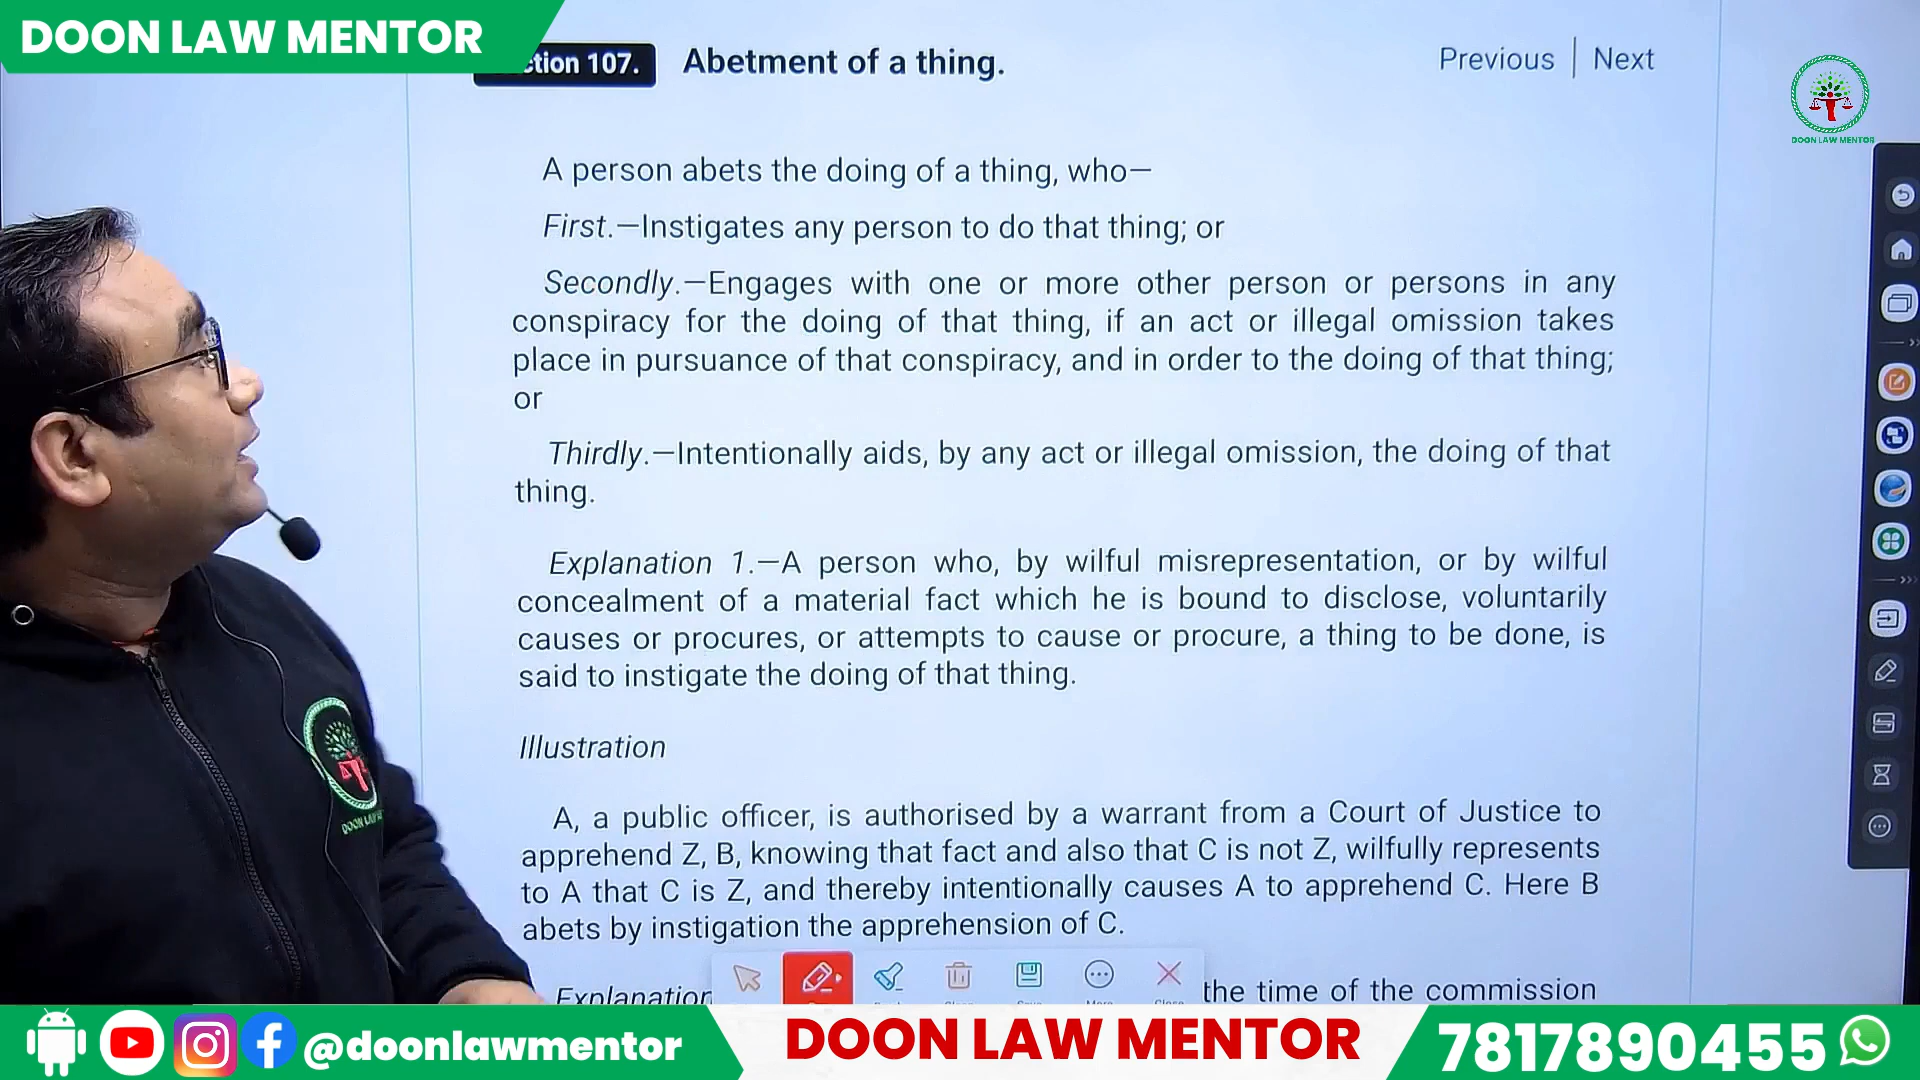 DOON LAW MENTOR
ction 107.
Abetment of a thing.
Previous | Next
DOON LAW MENTOR
A person abets the doing of a thing, who—
First.—Instigates any person to do that thing; or
Secondly.—Engages with one or more other person or persons in any
conspiracy for the doing of that thing, if an act or illegal omission takes
place in pursuance of that conspiracy, and in order to the doing of that thing;
or
Thirdly.—Intentionally aids, by any act or illegal omission, the doing of that
thing.
Explanation 1.—A person who, by wilful misrepresentation, or by wilful
concealment of a material fact which he is bound to disclose, voluntarily
causes or procures, or attempts to cause or procure, a thing to be done, is
said to instigate the doing of that thing.
Illustration
A, a public officer, is authorised by a warrant from a Court of Justice to
apprehend Z, B, knowing that fact and also that C is not Z, wilfully represents
to A that C is Z, and thereby intentionally causes A to apprehend C. Here B
abets by instigation the apprehension of C.
Explanation
the time of the commission
DOON LA
@doonlawmentor
DOON LAW MENTOR
7817890455